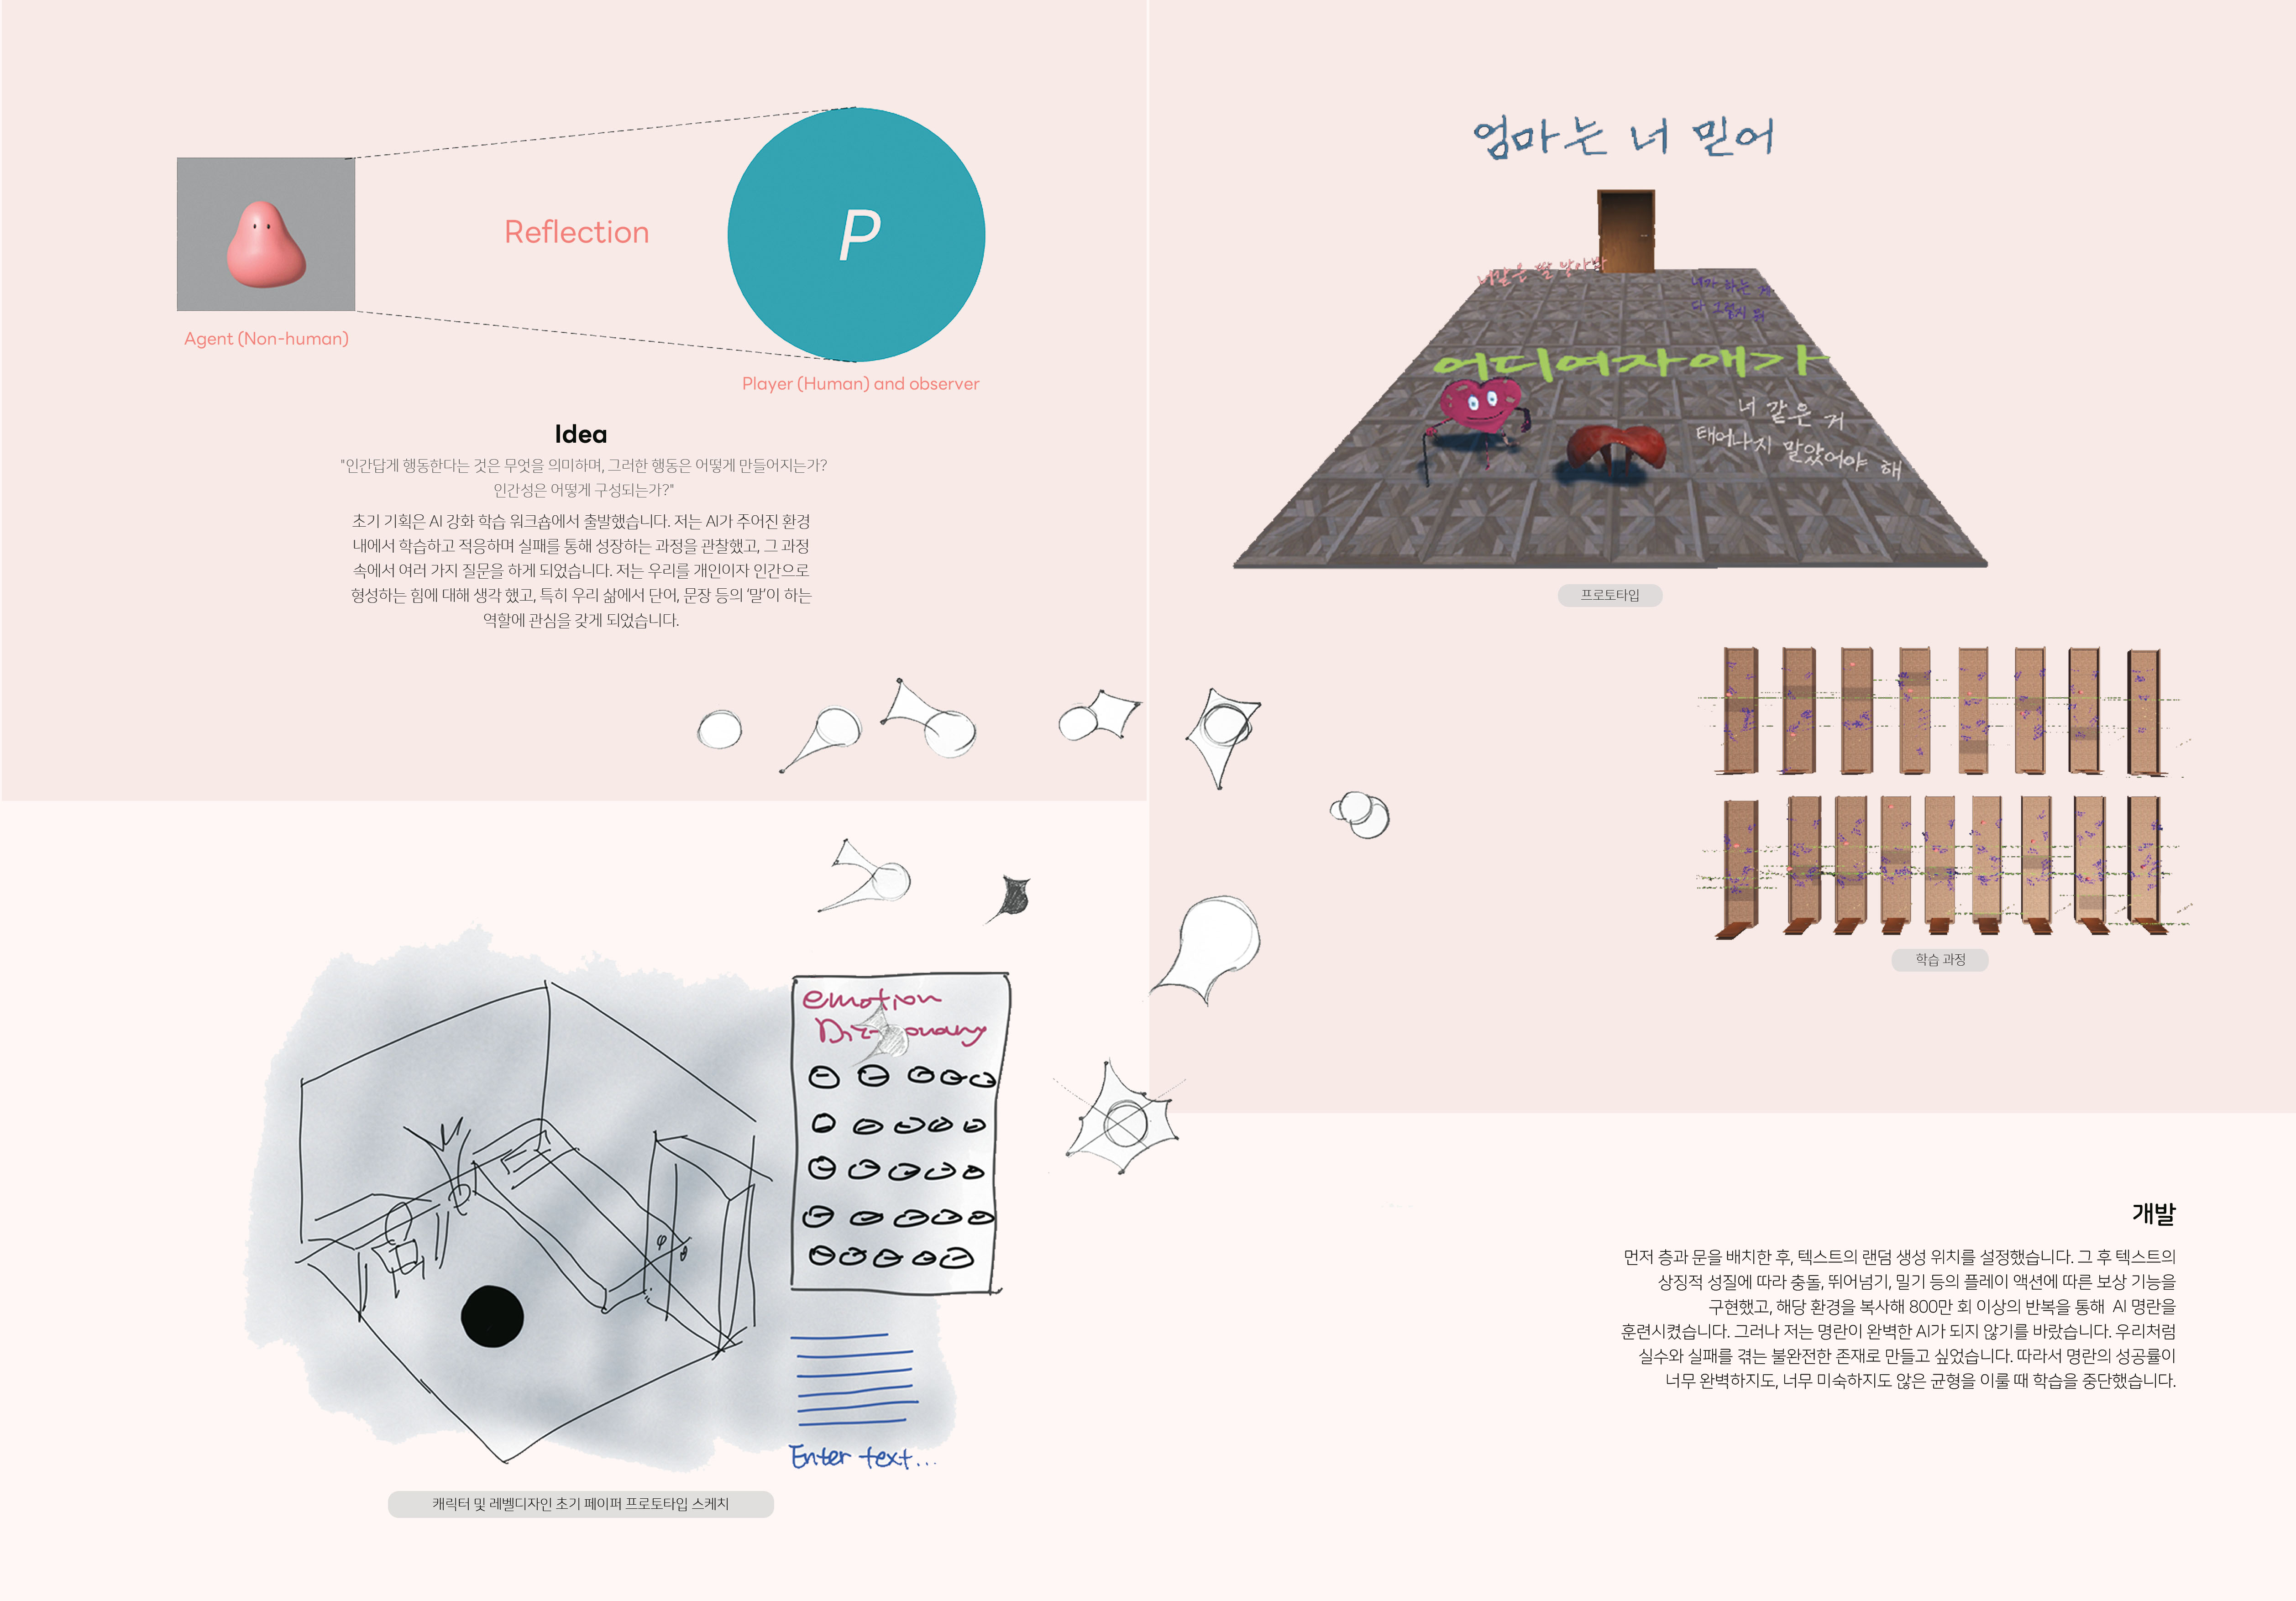 Reflection
P
Agent (Non-human)
Player (Human) and observer
Idea
"인간답게 행동한다는 것은 무엇을 의미하며, 그러한 행동은 어떻게 만들어지는가?
인간성은 어떻게 구성되는가?"
초기 기획은 AI 강화 학습 워크숍에서 출발했습니다. 저는 AI가 주어진 환경
내에서 학습하고 적응하며 실패를 통해 성장하는 과정을 관찰했고, 그 과정
속에서 여러 가지 질문을 하게 되었습니다. 저는 우리를 개인이자 인간으로
형성하는 힘에 대해 생각 했고, 특히 우리 삶에서 단어, 문장 등의 '말'이 하는
역할에 관심을 갖게 되었습니다.
emotion
Enter text...
캐릭터 및 레벨디자인 초기 페이퍼 프로토타입 스케치
엄마는 너 믿어
너같은 딸 낳아봐
니가 하는 게
다 그렇지 뭐
어디여자애가
너 같은 거
태어나지 말았어야 해
프로토타입
학습 과정
개발
먼저 층과 문을 배치한 후, 텍스트의 랜덤 생성 위치를 설정했습니다. 그 후 텍스트의
상징적 성질에 따라 충돌, 뛰어넘기, 밀기 등의 플레이 액션에 따른 보상 기능을
구현했고, 해당 환경을 복사해 800만 회 이상의 반복을 통해 AI 명란을
훈련시켰습니다. 그러나 저는 명란이 완벽한 AI가 되지 않기를 바랐습니다. 우리처럼
실수와 실패를 겪는 불완전한 존재로 만들고 싶었습니다. 따라서 명란의 성공률이
너무 완벽하지도, 너무 미숙하지도 않은 균형을 이룰 때 학습을 중단했습니다.